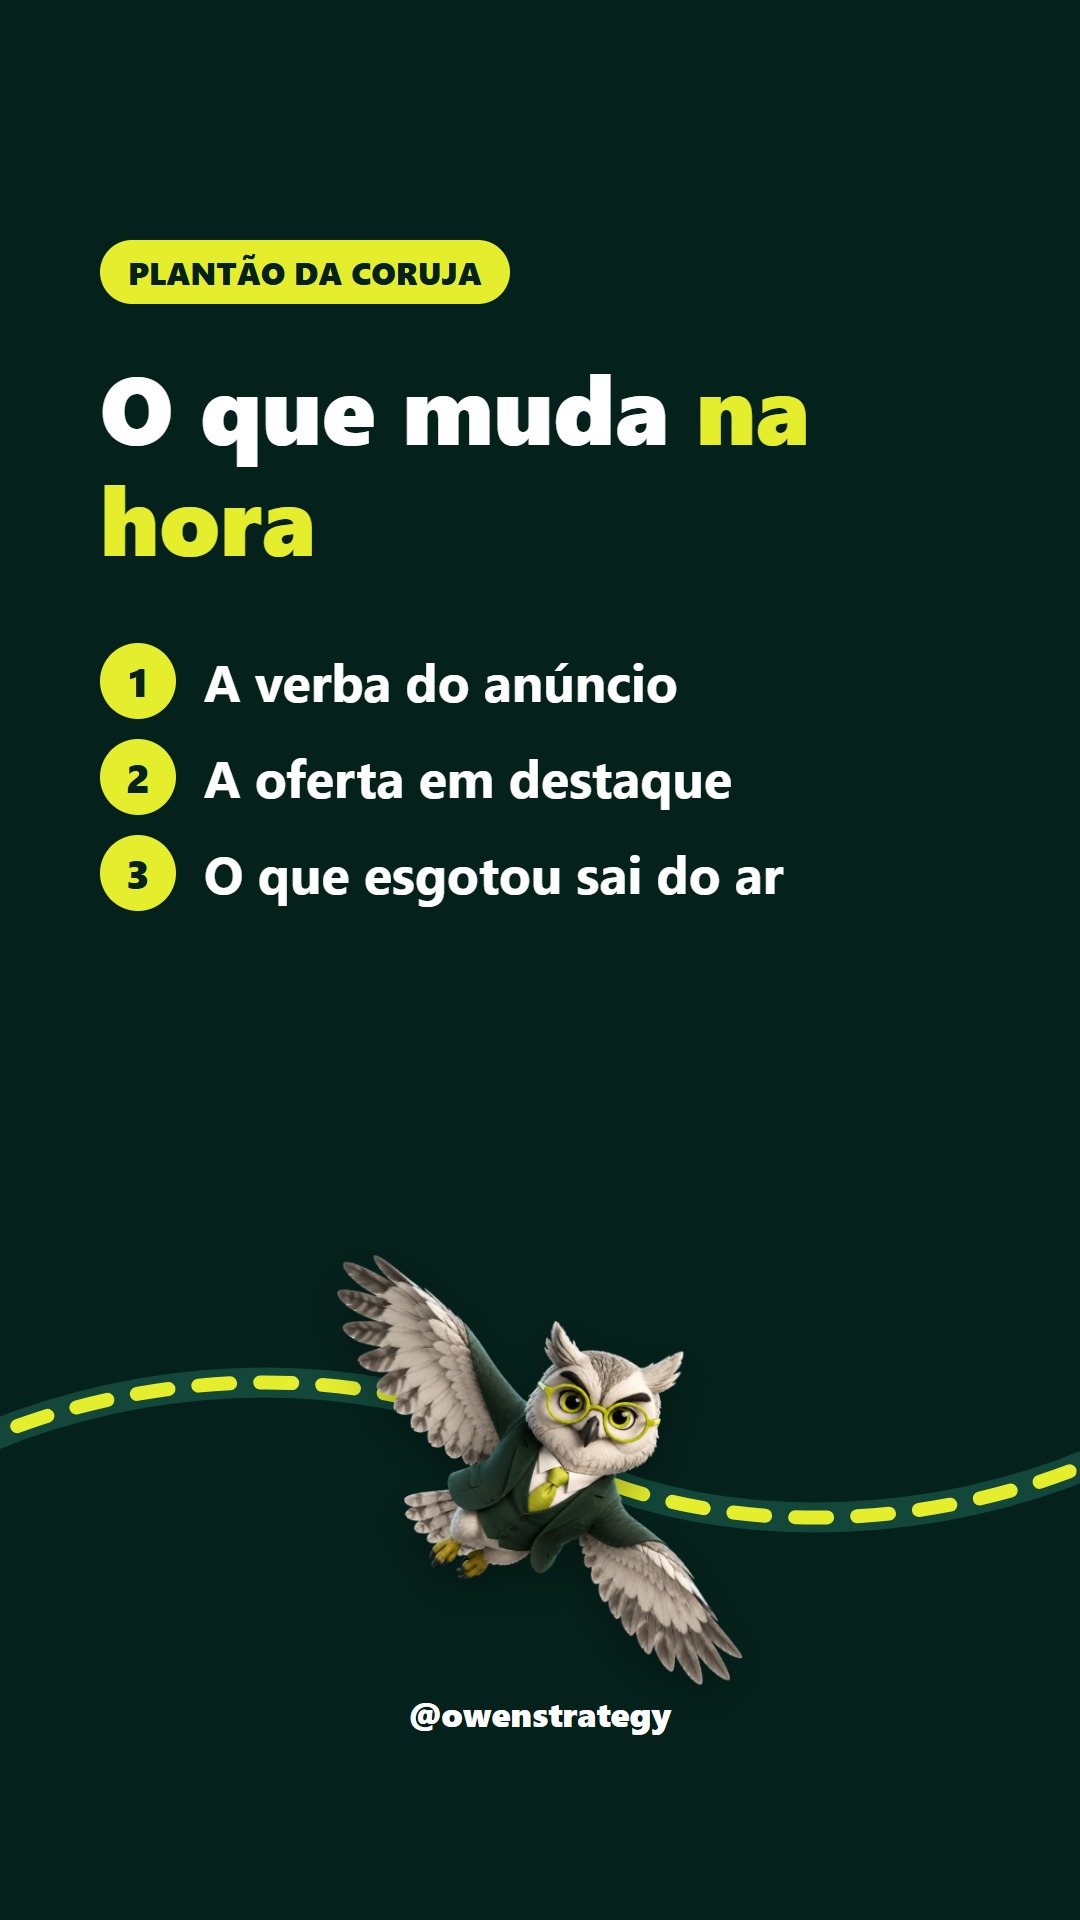 PLANTÃO DA CORUJA
O que muda na
hora
1 A verba do anúncio
2 A oferta em destaque
3 O que esgotou sai do ar
@owenstrategy